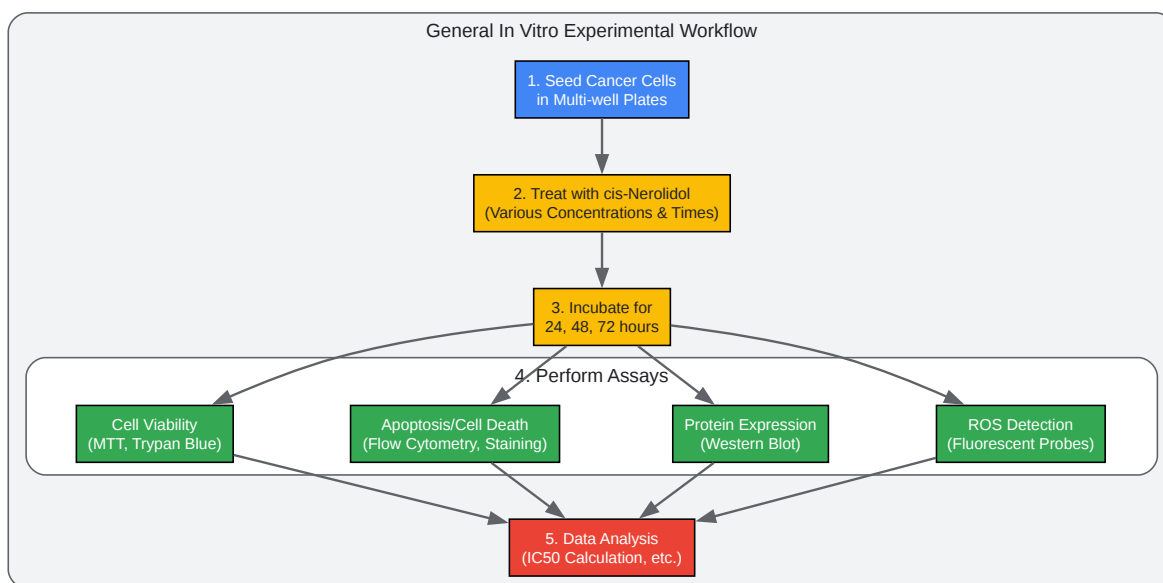 General In Vitro Experimental Workflow
1. Seed Cancer Cells
in Multi-well Plates
2. Treat with cis-Nerolidol
(Various Concentrations & Times)
3. Incubate for
24, 48, 72 hours
4. Perform Assays
Cell Viability
(MTT, Trypan Blue)
Apoptosis/Cell Death
(Flow Cytometry, Staining)
Protein Expression
(Western Blot)
ROS Detection
(Fluorescent Probes)
5. Data Analysis
(IC50 Calculation, etc.)